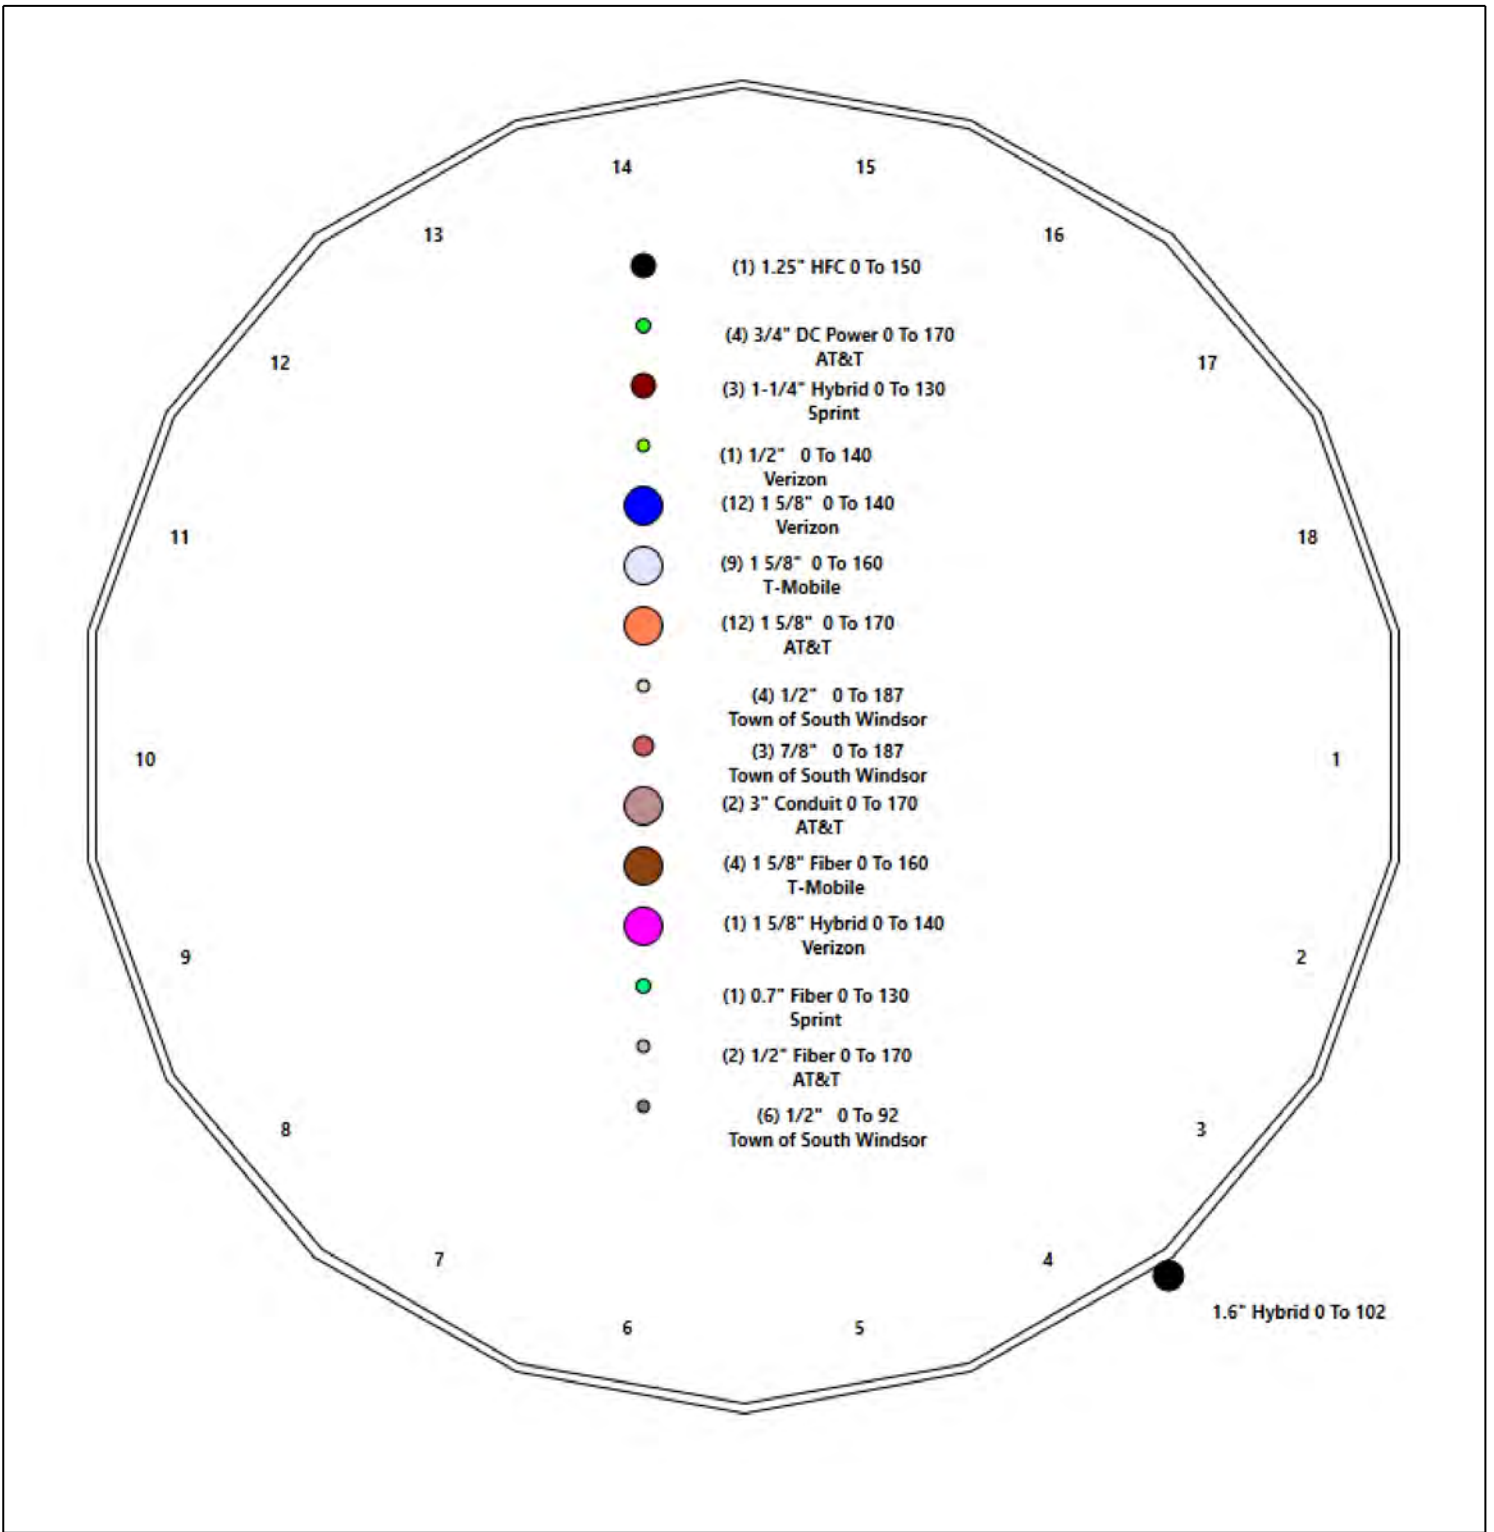 14
15
13
16
(1) 1.25" HFC 0 To 150
(4) 3/4" DC Power 0 To 170
AT&T
12
17
(3) 1-1/4" Hybrid 0 To 130
Sprint
(1) 1/2" 0 To 140
Verizon
(12) 1 5/8" 0 To 140
Verizon
11
18
(9) 1 5/8" 0 To 160
T-Mobile
(12) 1 5/8" 0 To 170
AT&T
(4) 1/2" 0 To 187
Town of South Windsor
(3) 7/8" 0 To 187
Town of South Windsor
10
1
(2) 3" Conduit 0 To 170
AT&T
(4) 1 5/8" Fiber 0 To 160
T-Mobile
(1) 1 5/8" Hybrid 0 To 140
Verizon
9
2
(1) 0.7" Fiber 0 To 130
Sprint
(2) 1/2" Fiber 0 To 170
AT&T
(6) 1/2" 0 To 92
Town of South Windsor
8
3
7
4
1.6" Hybrid 0 To 102
6
5